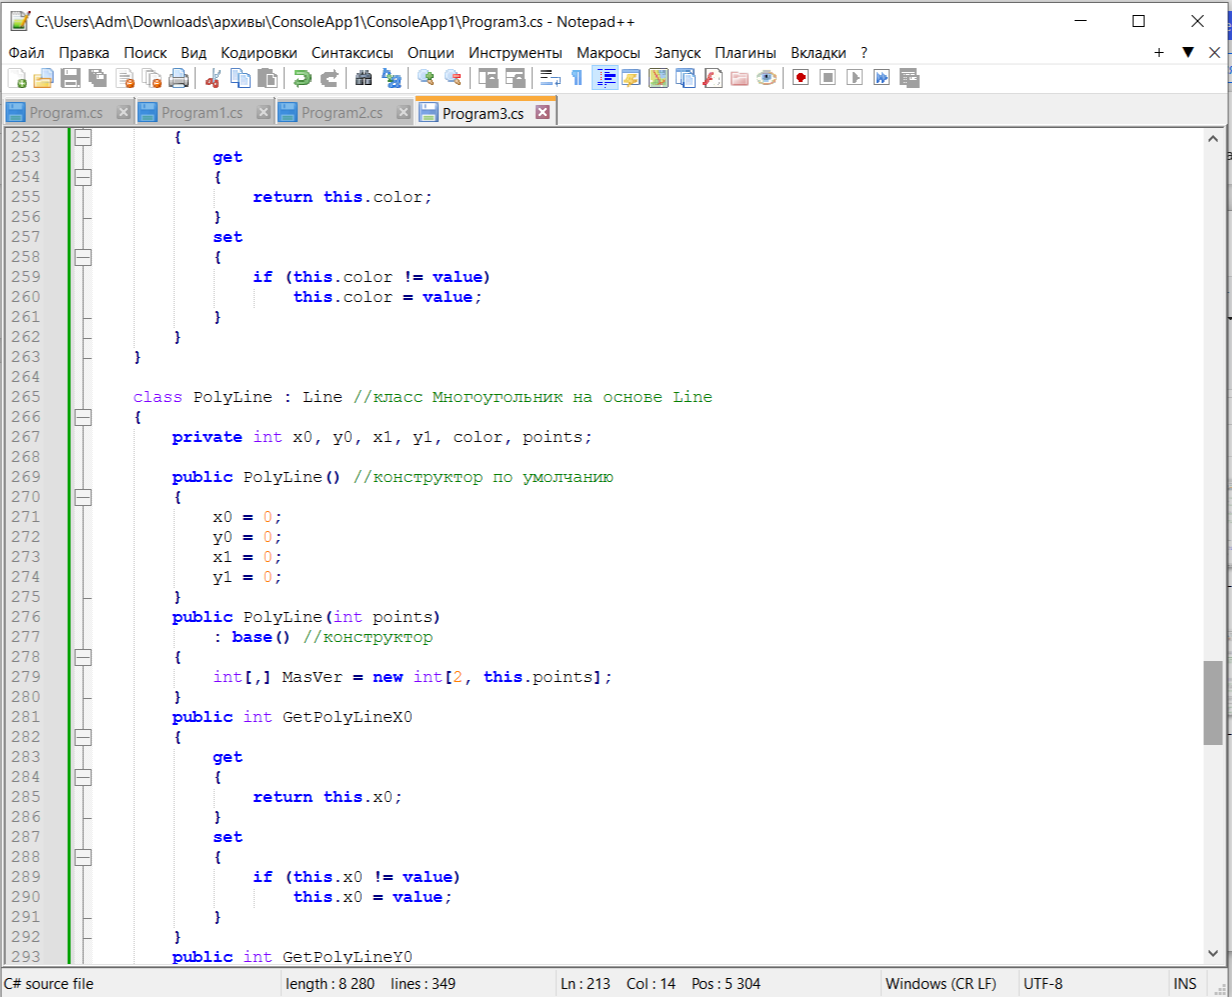 C:\Users\Adm\Downloads\архивы\ConsoleApp1\ConsoleApp1\Program3.cs - Notepad++
Файл Правка Поиск Вид Кодировки Синтаксисы Опции Инструменты Макросы Запуск Плагины Вкладки ?
Program.cs Program1.cs Program2.cs Program3.cs
252 {
253 get
254 {
255 return this.color;
256 }
257 set
258 {
259 if (this.color != value)
260 this.color = value;
261 }
262 }
263 }
264
265 class PolyLine : Line //класс Многоугольник на основе Line
266 {
267 private int x0, y0, x1, y1, color, points;
268
269 public PolyLine() //конструктор по умолчанию
270 {
271 x0 = 0;
272 y0 = 0;
273 x1 = 0;
274 y1 = 0;
275 }
276 public PolyLine(int points)
277 : base() //конструктор
278 {
279 int[,] MasVer = new int[2, this.points];
280 }
281 public int GetPolyLineX0
282 {
283 get
284 {
285 return this.x0;
286 }
287 set
288 {
289 if (this.x0 != value)
290 this.x0 = value;
291 }
292 }
293 public int GetPolyLineY0
C# source file length : 8 280 lines : 349 Ln : 213 Col : 14 Pos : 5 304 Windows (CR LF) UTF-8 INS